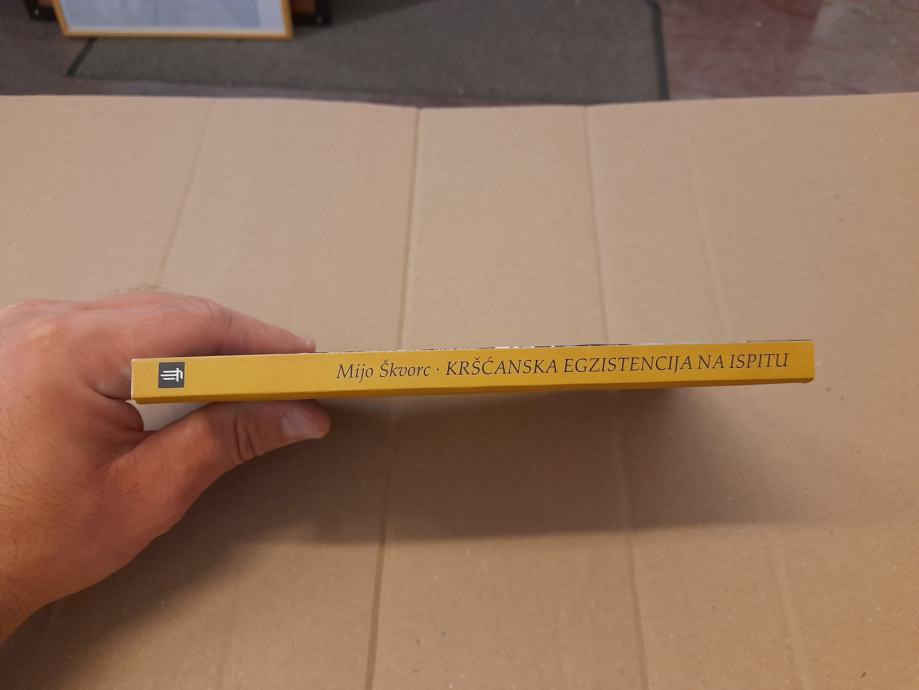 Mijo Škvorc · KRŠĆANSKA EGZISTENCIJA NA ISPITU